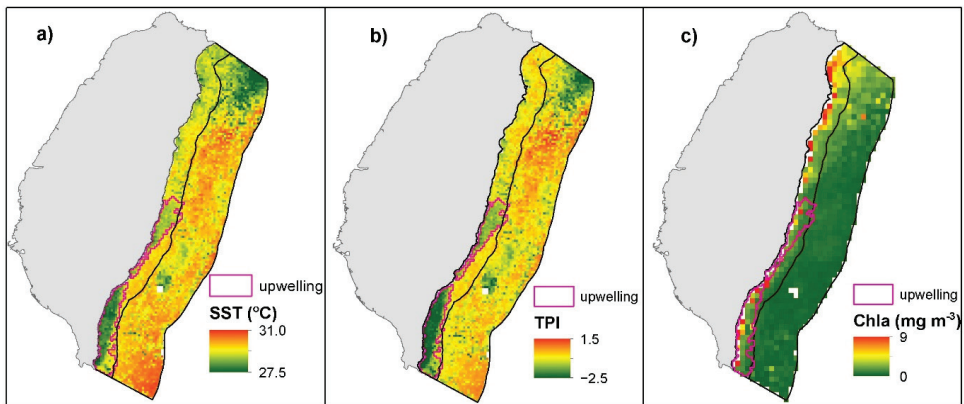 a)
upwelling
SST (°C)
31.0
27.5
b)
upwelling
TPI
1.5
−2.5
c)
upwelling
Chla (mg m⁻³)
9
0